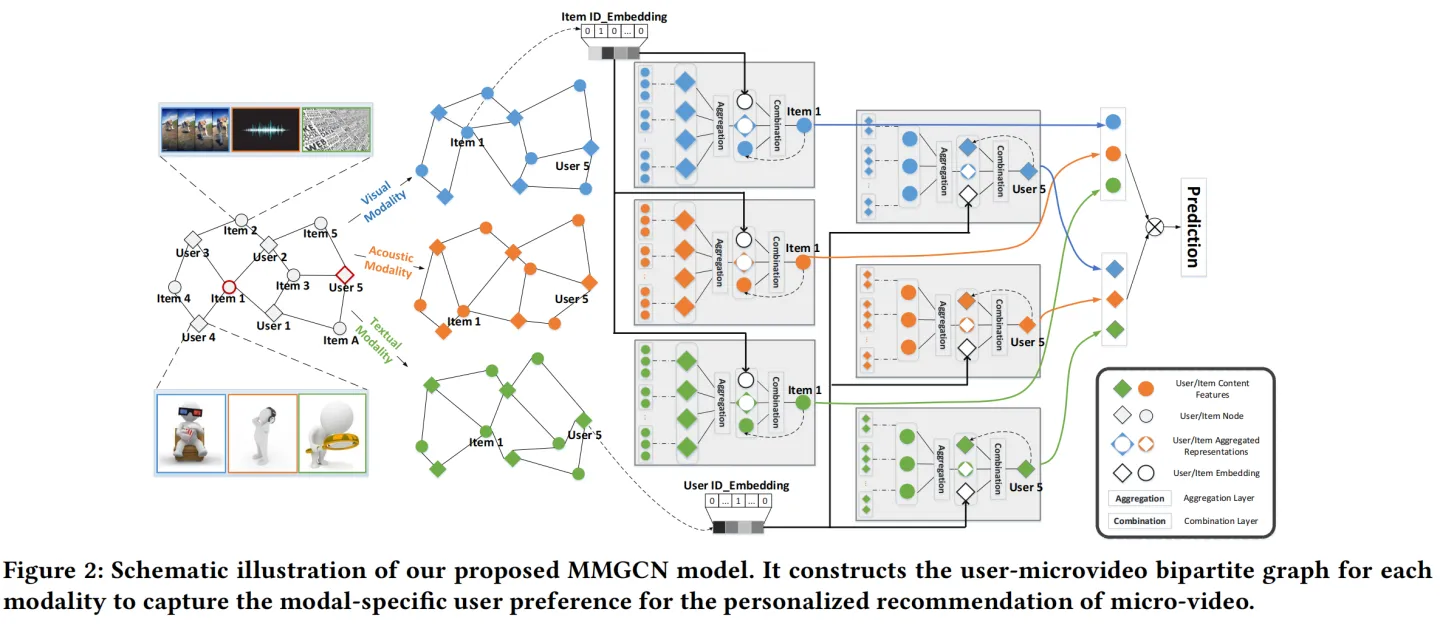 Item ID_Embedding
0 1 0 ... 0
Visual
Modality
Item 1
User 5
Acoustic
Modality
Item 1
User 5
Textual
Modality
Item 1
User 5
Item 2
Item 5
User 3
User 2
Item 4
Item 1
Item 3
User 5
User 1
User 4
Item A
Aggregation
Combination
Item 1
Aggregation
Combination
Item 1
Aggregation
Combination
Item 1
User ID_Embedding
0 ... 1 ... 0
Aggregation
Combination
User 5
Aggregation
Combination
User 5
Aggregation
Combination
User 5
Prediction
User/Item Content
Features
User/Item Node
User/Item Aggregated
Representations
User/Item Embedding
Aggregation
Aggregation Layer
Combination
Combination Layer
Figure 2: Schematic illustration of our proposed MMGCN model. It constructs the user-microvideo bipartite graph for each
modality to capture the modal-specific user preference for the personalized recommendation of micro-video.